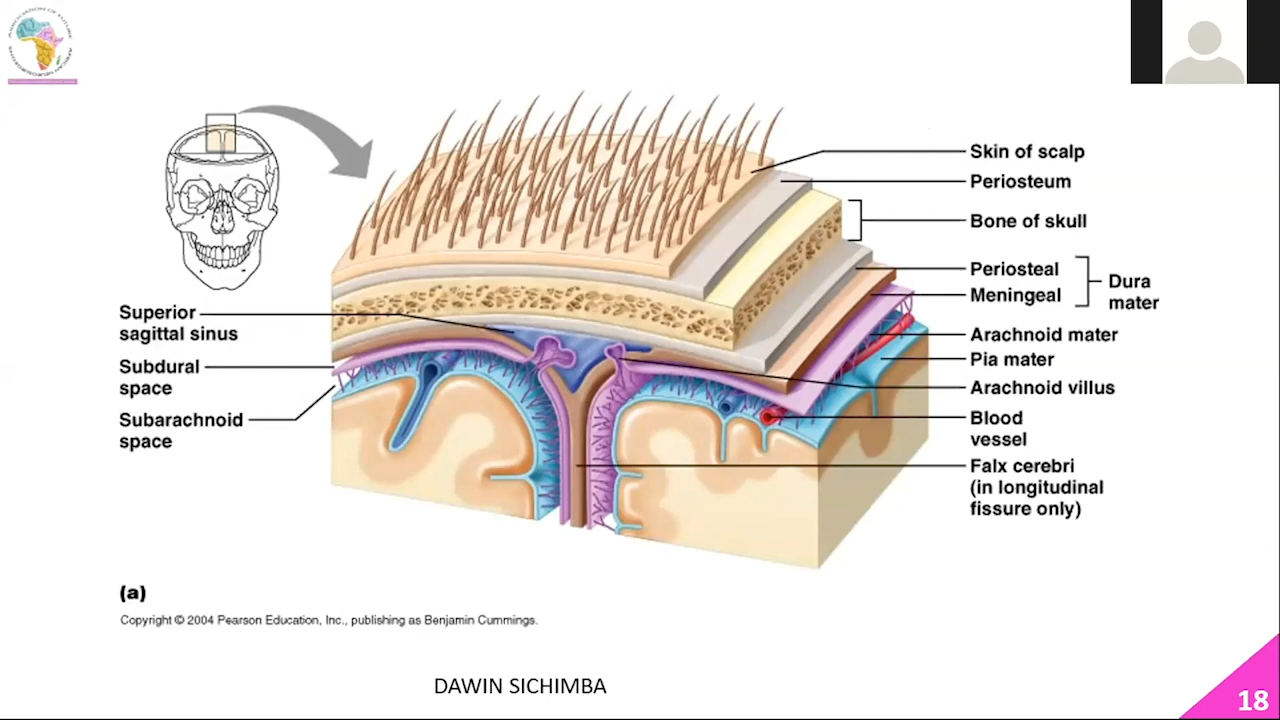 Skin of scalp
Periosteum
Bone of skull
Periosteal
Meningeal
Dura
mater
Arachnoid mater
Pia mater
Arachnoid villus
Blood
vessel
Falx cerebri
(in longitudinal
fissure only)
Superior
sagittal sinus
Subdural
space
Subarachnoid
space
(a)
Copyright © 2004 Pearson Education, Inc., publishing as Benjamin Cummings.
DAWIN SICHIMBA
18